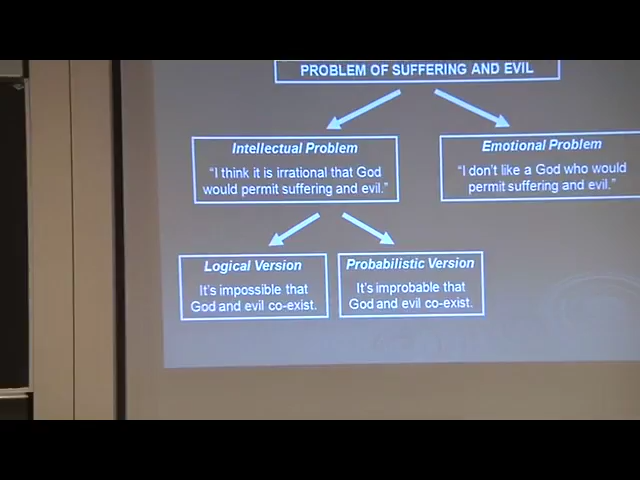 PROBLEM OF SUFFERING AND EVIL
Intellectual Problem
"I think it is irrational that God
would permit suffering and evil."
Emotional Problem
"I don't like a God who would
permit suffering and evil."
Logical Version
It's impossible that
God and evil co-exist.
Probabilistic Version
It's improbable that
God and evil co-exist.